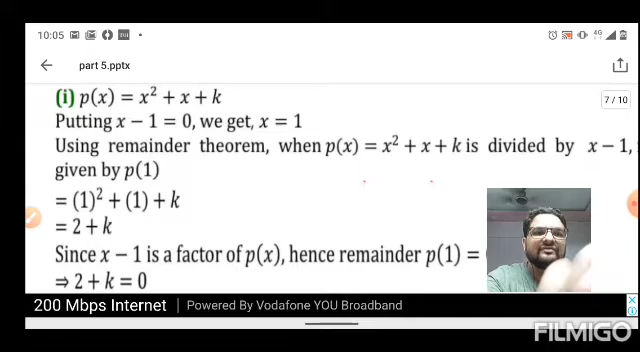 10:05
4G
part 5.pptx
7 / 10
(i) p(x) = x² + x + k
Putting x − 1 = 0, we get, x = 1
Using remainder theorem, when p(x) = x² + x + k is divided by x − 1,
given by p(1)
= (1)² + (1) + k
= 2 + k
Since x − 1 is a factor of p(x), hence remainder p(1) =
⇒ 2 + k = 0
200 Mbps Internet | Powered By Vodafone YOU Broadband
FILMIGO